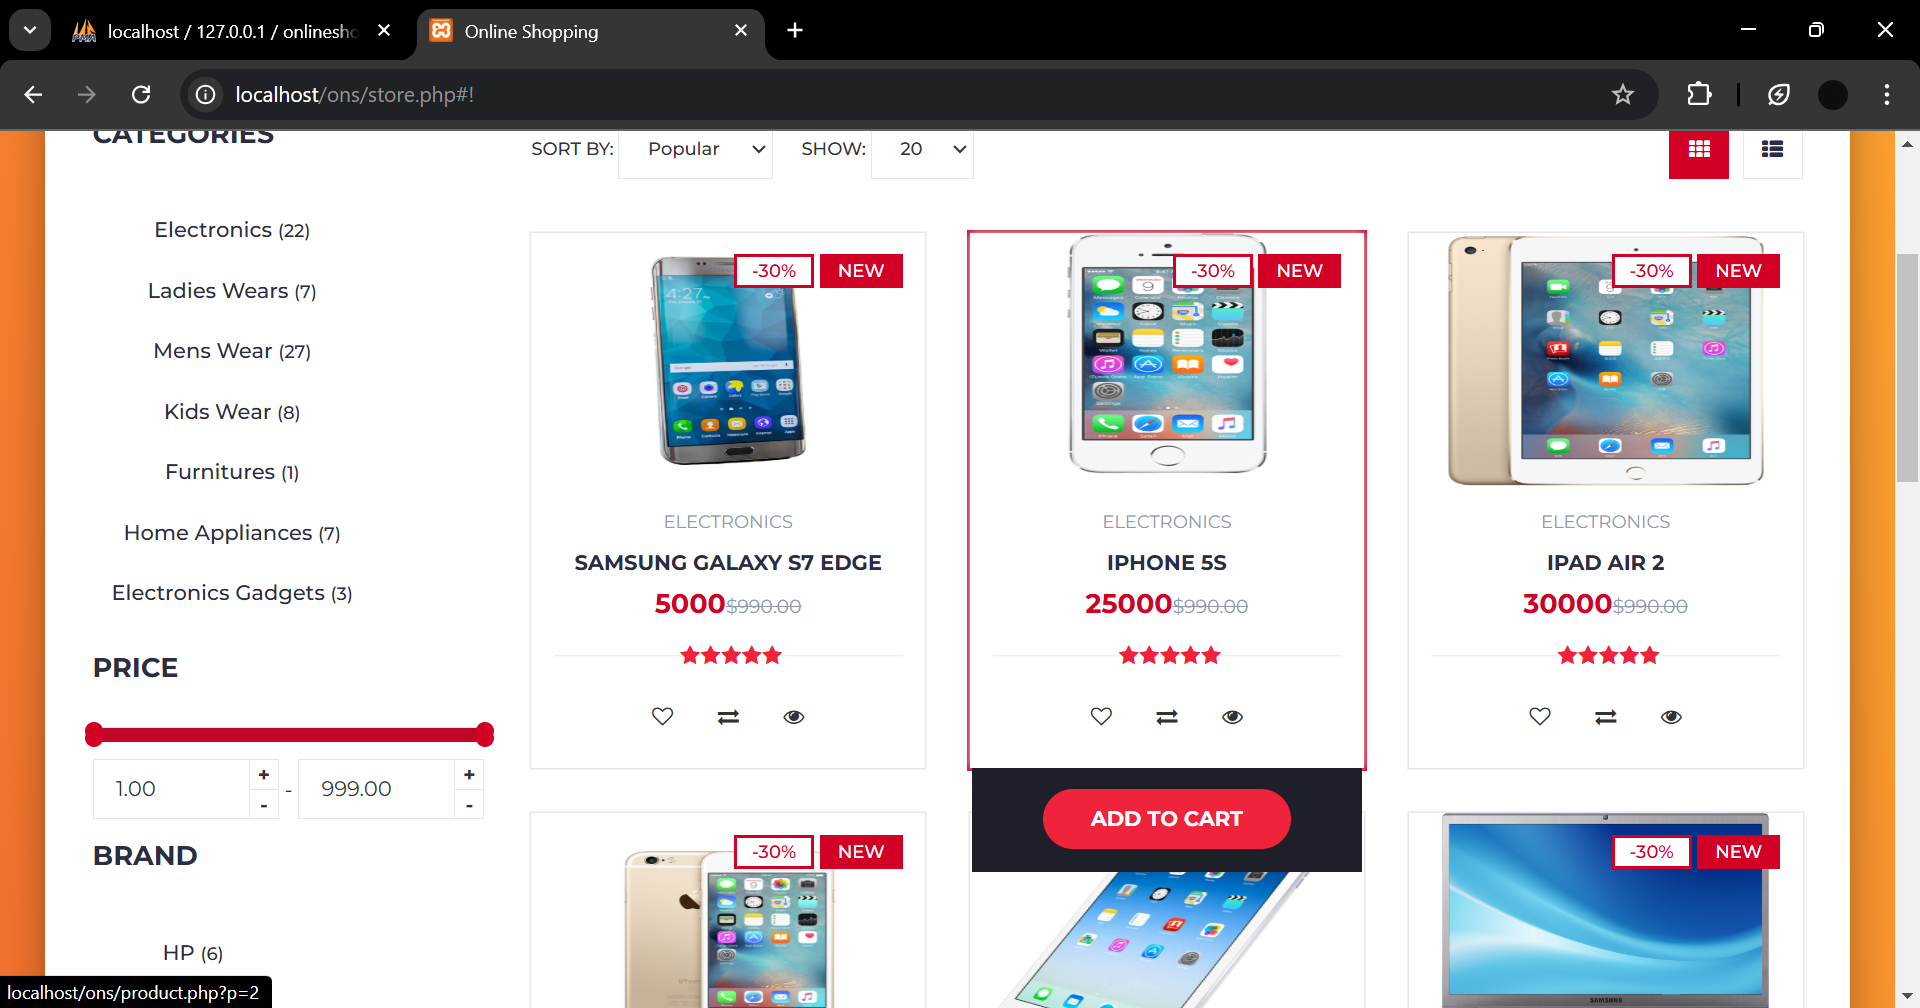 localhost / 127.0.0.1 / onlinesho
Online Shopping
localhost/ons/store.php#!
CATEGORIES
SORT BY: Popular SHOW: 20
Electronics (22)
Ladies Wears (7)
Mens Wear (27)
Kids Wear (8)
Furnitures (1)
Home Appliances (7)
Electronics Gadgets (3)
PRICE
1.00 + - - 999.00 + -
BRAND
HP (6)
-30% NEW
4:27
Google
ELECTRONICS
SAMSUNG GALAXY S7 EDGE
5000$990.00
-30% NEW
ELECTRONICS
IPHONE 5S
25000$990.00
ADD TO CART
-30% NEW
ELECTRONICS
IPAD AIR 2
30000$990.00
-30% NEW
-30% NEW
SAMSUNG
localhost/ons/product.php?p=2